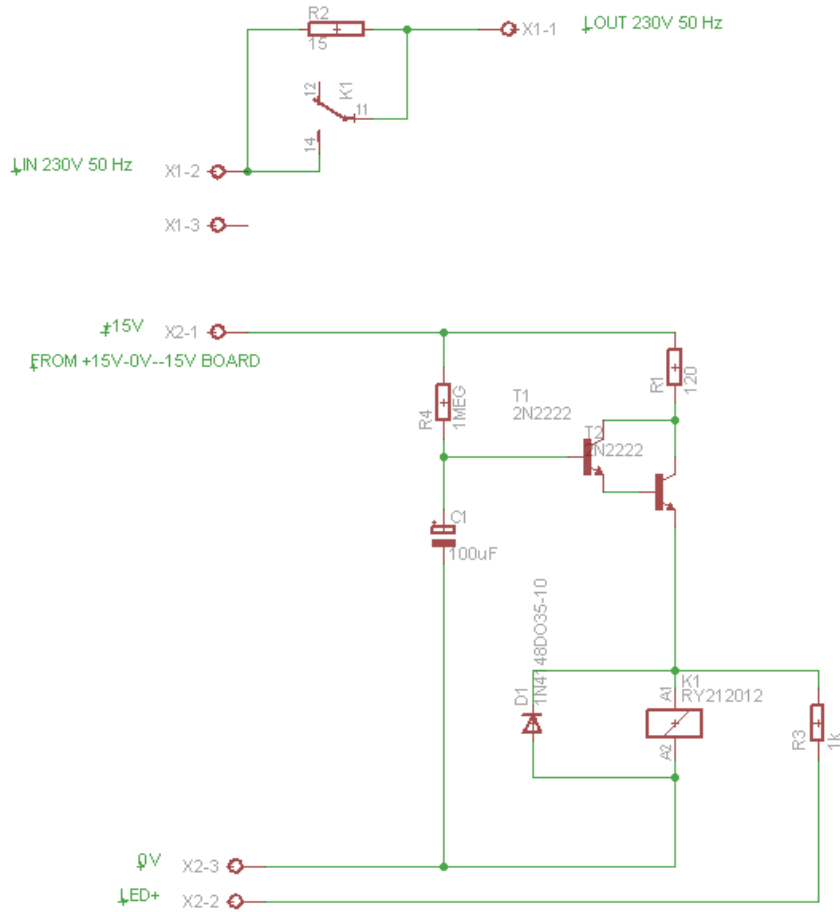 R2
15
X1-1
LOUT 230V 50 Hz
12
K1
11
14
LIN 230V 50 Hz
X1-2
X1-3
+15V
X2-1
FROM +15V-0V--15V BOARD
R1
120
R4
1MEG
T1
2N2222
T2
2N2222
C1
100uF
D1
1N4148DO35-10
A1
K1
RY212012
A2
R3
1k
0V
X2-3
LED+
X2-2